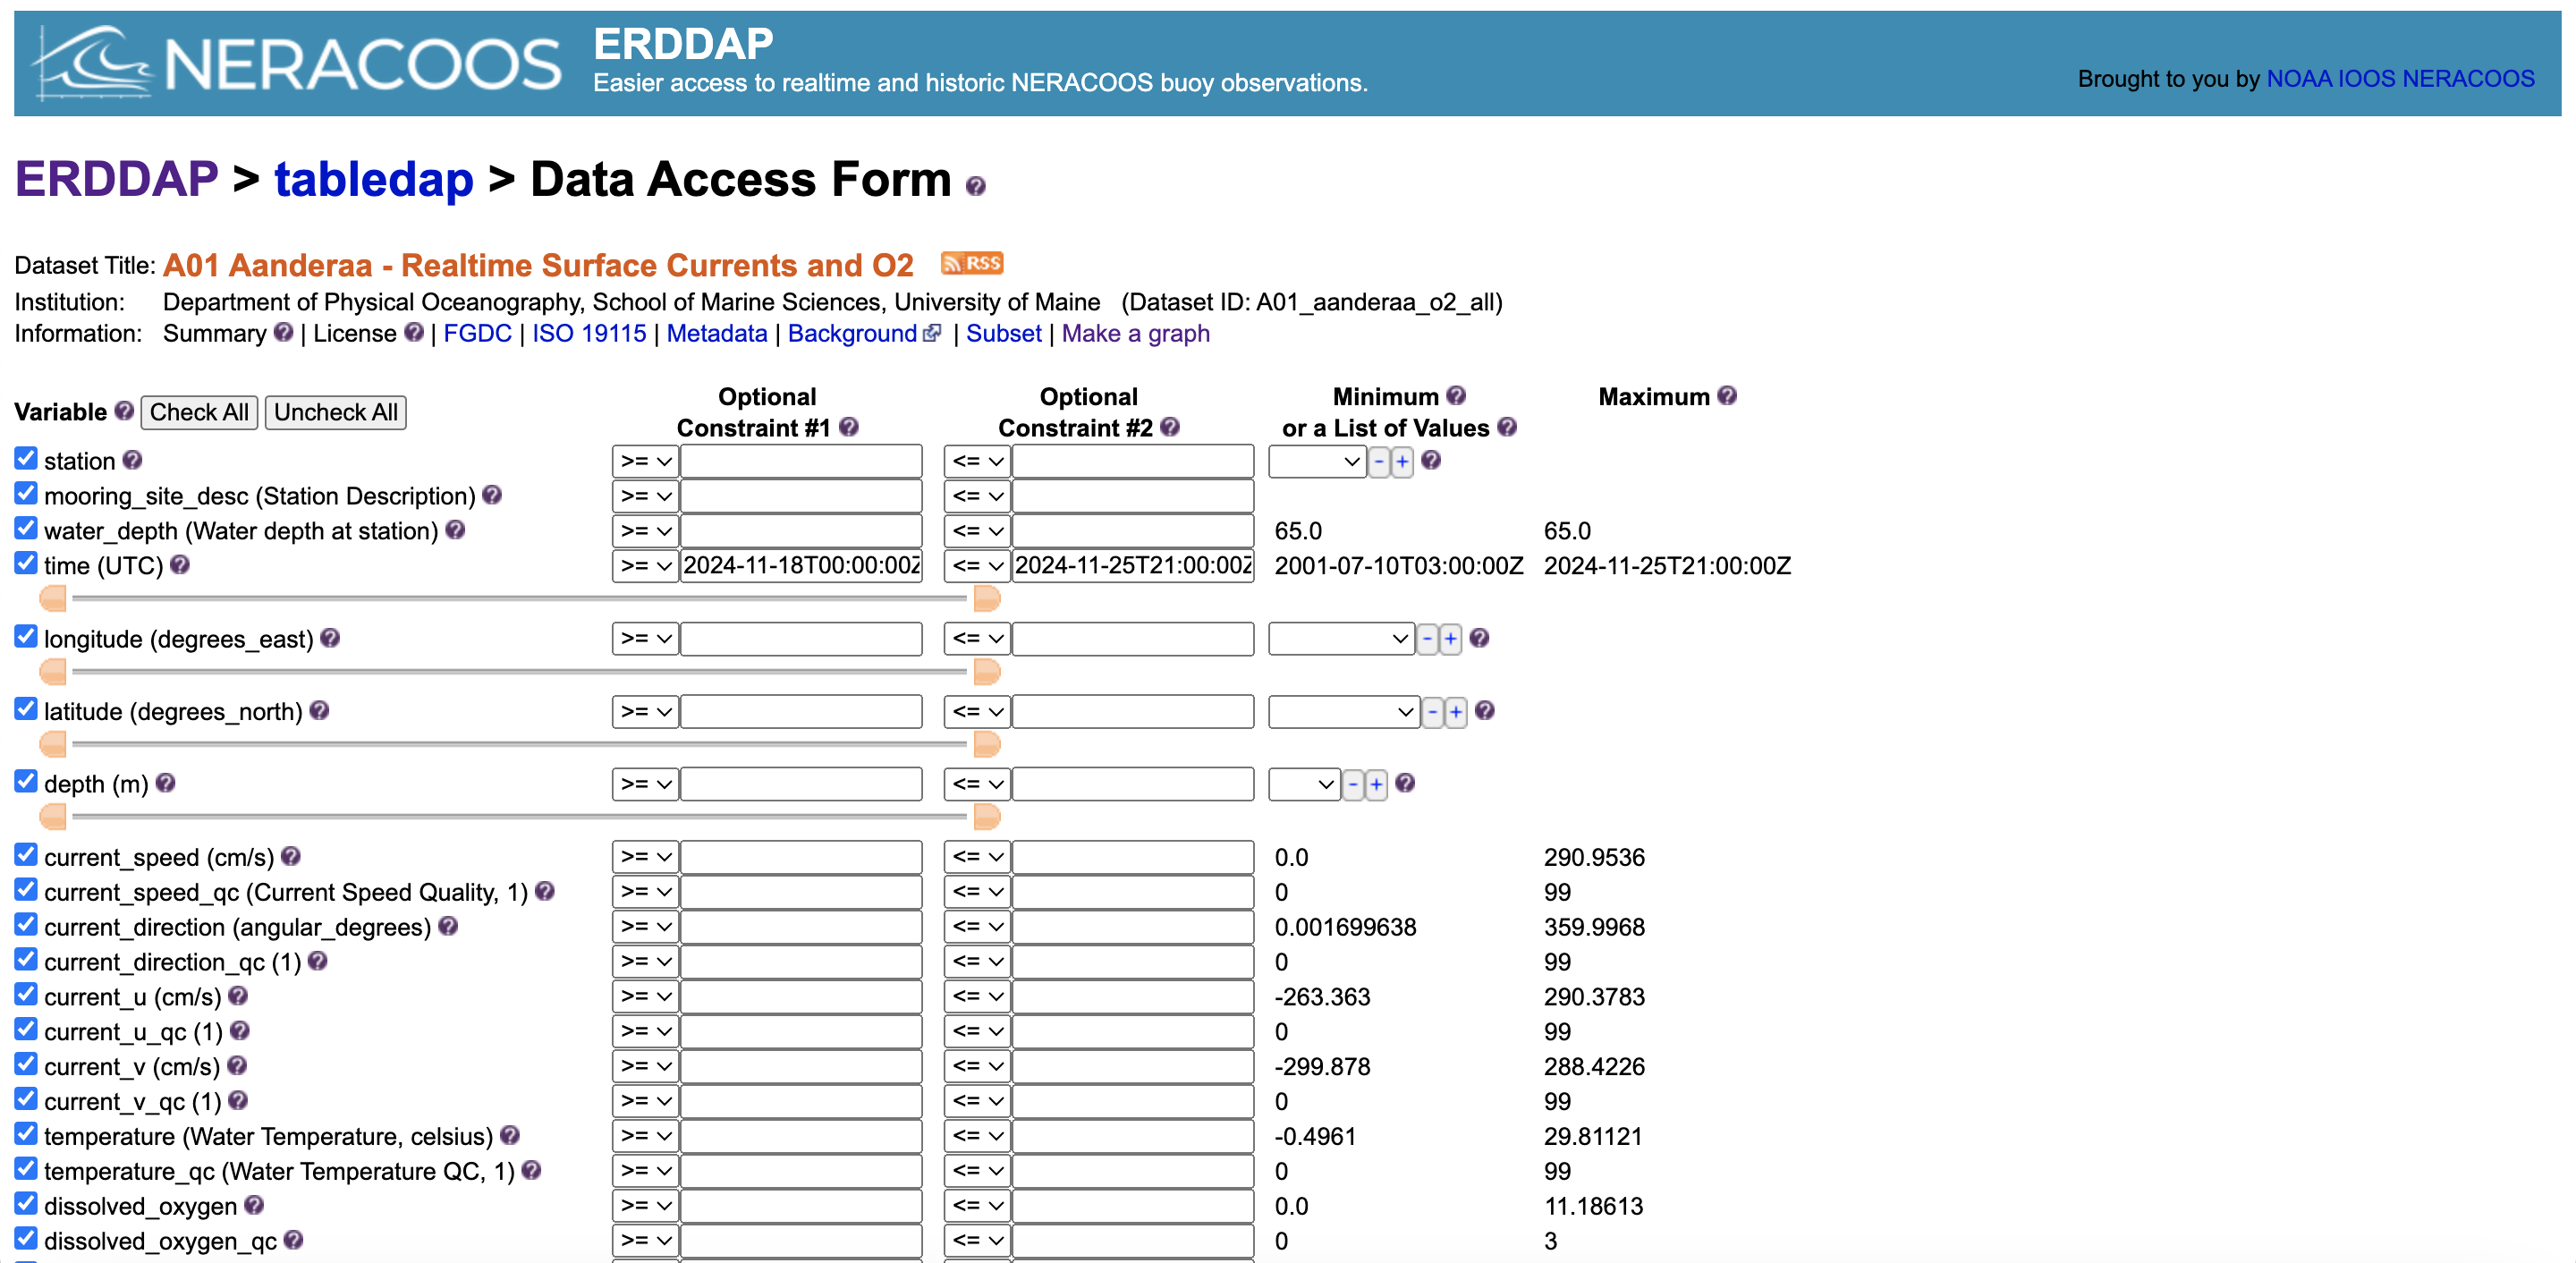 NERACOOS
ERDDAP
Easier access to realtime and historic NERACOOS buoy observations.
Brought to you by NOAA IOOS NERACOOS
ERDDAP > tabledap > Data Access Form ?
Dataset Title: A01 Aanderaa - Realtime Surface Currents and O2 RSS
Institution: Department of Physical Oceanography, School of Marine Sciences, University of Maine (Dataset ID: A01_aanderaa_o2_all)
Information: Summary ? | License ? | FGDC | ISO 19115 | Metadata | Background | Subset | Make a graph
Variable ? Check All Uncheck All
Optional Constraint #1 ?
Optional Constraint #2 ?
Minimum ? or a List of Values ?
Maximum ?
station ? >= <= - + ?
mooring_site_desc (Station Description) ? >= <=
water_depth (Water depth at station) ? >= <= 65.0 65.0
time (UTC) ? >= 2024-11-18T00:00:00Z <= 2024-11-25T21:00:00Z 2001-07-10T03:00:00Z 2024-11-25T21:00:00Z
longitude (degrees_east) ? >= <= - + ?
latitude (degrees_north) ? >= <= - + ?
depth (m) ? >= <= - + ?
current_speed (cm/s) ? >= <= 0.0 290.9536
current_speed_qc (Current Speed Quality, 1) ? >= <= 0 99
current_direction (angular_degrees) ? >= <= 0.001699638 359.9968
current_direction_qc (1) ? >= <= 0 99
current_u (cm/s) ? >= <= -263.363 290.3783
current_u_qc (1) ? >= <= 0 99
current_v (cm/s) ? >= <= -299.878 288.4226
current_v_qc (1) ? >= <= 0 99
temperature (Water Temperature, celsius) ? >= <= -0.4961 29.81121
temperature_qc (Water Temperature QC, 1) ? >= <= 0 99
dissolved_oxygen ? >= <= 0.0 11.18613
dissolved_oxygen_qc ? >= <= 0 3